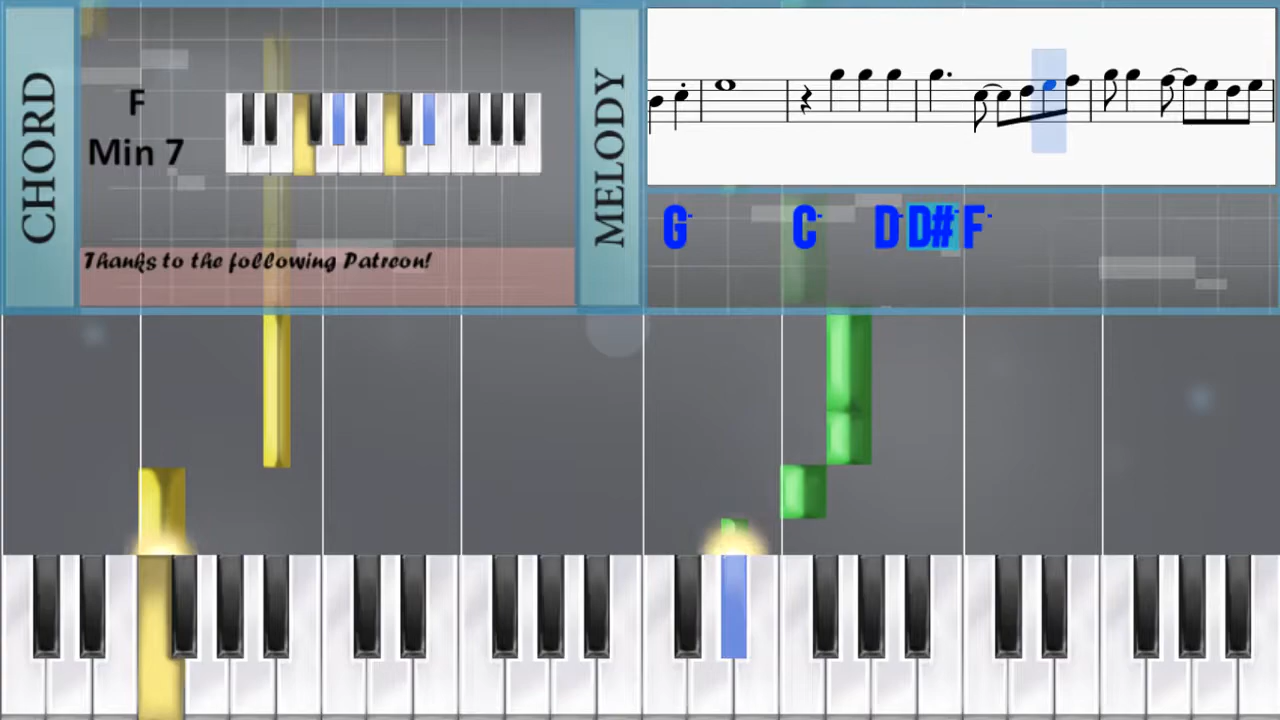 CHORD
F
Min 7
Thanks to the following Patreon!
MELODY
G- C- D- D#- F-